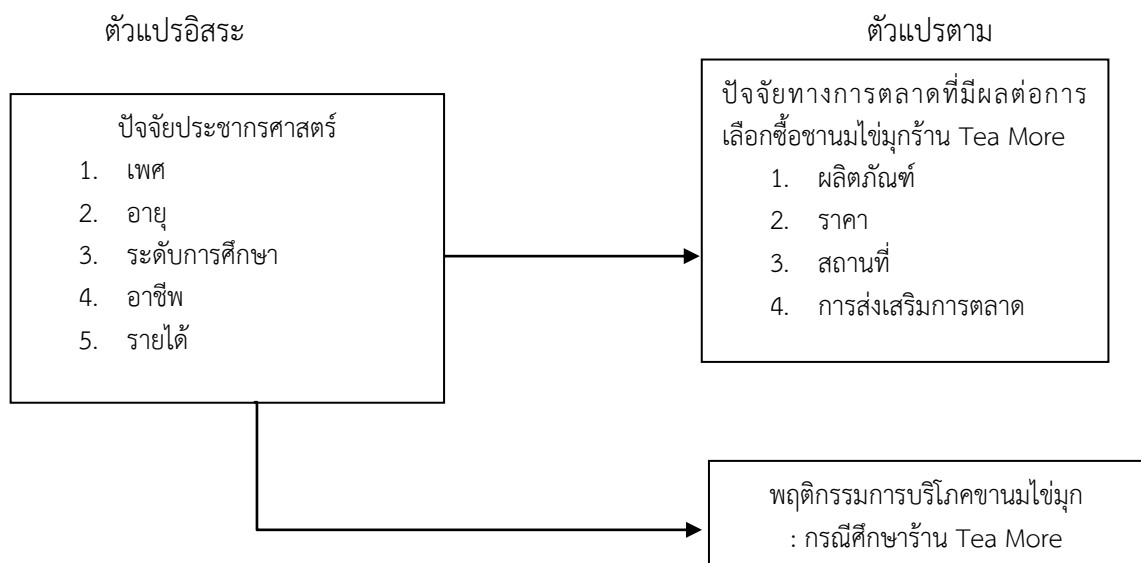 ตัวแปรอิสระ
ตัวแปรตาม
ปัจจัยประชากรศาสตร์
1. เพศ
2. อายุ
3. ระดับการศึกษา
4. อาชีพ
5. รายได้
ปัจจัยทางการตลาดที่มีผลต่อการ
เลือกซื้อชานมไข่มุกร้าน Tea More
1. ผลิตภัณฑ์
2. ราคา
3. สถานที่
4. การส่งเสริมการตลาด
พฤติกรรมการบริโภคขานมไข่มุก
: กรณีศึกษาร้าน Tea More